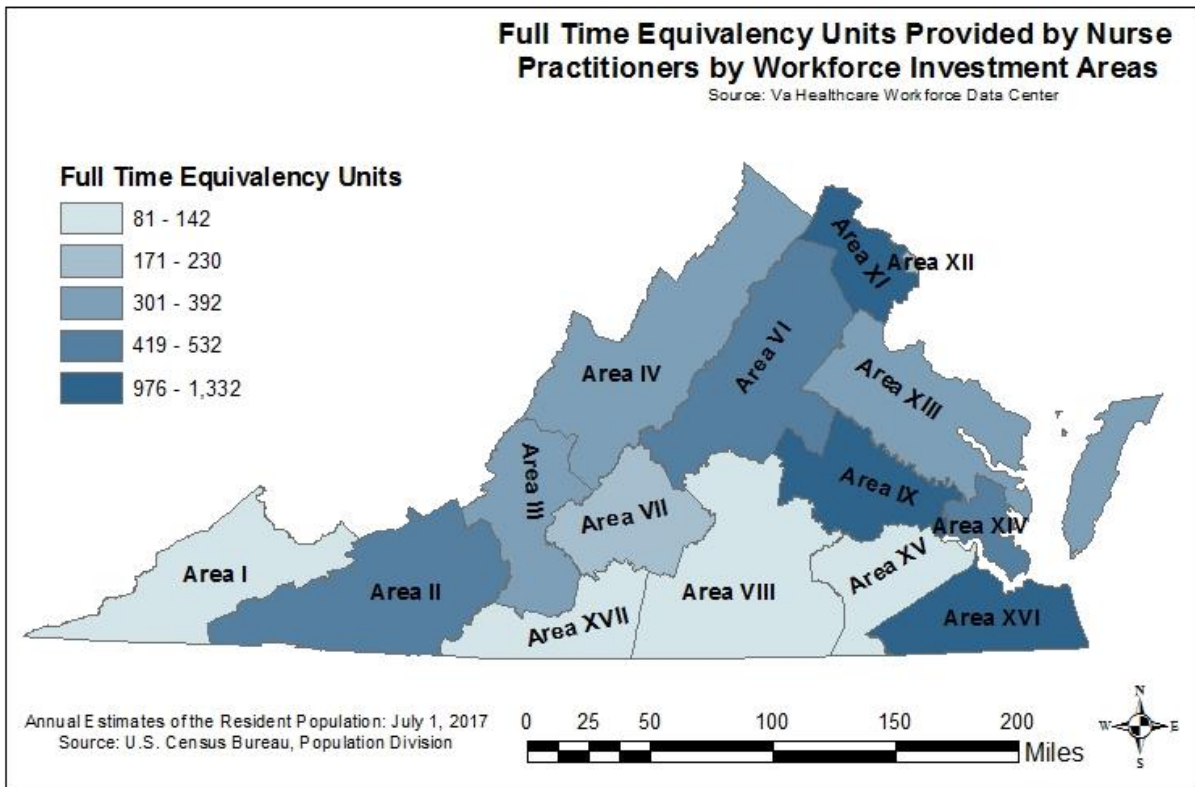 Full Time Equivalency Units Provided by Nurse
Practitioners by Workforce Investment Areas
Source: Va Healthcare Workforce Data Center
Full Time Equivalency Units
81 - 142
171 - 230
301 - 392
419 - 532
976 - 1,332
Area XI
Area XII
Area VI
Area IV
Area XIII
Area III
Area IX
Area VII
Area XIV
Area XV
Area I
Area II
Area VIII
Area XVII
Area XVI
Annual Estimates of the Resident Population: July 1, 2017
Source: U.S. Census Bureau, Population Division
0 25 50 100 150 200
Miles
N
W E
S